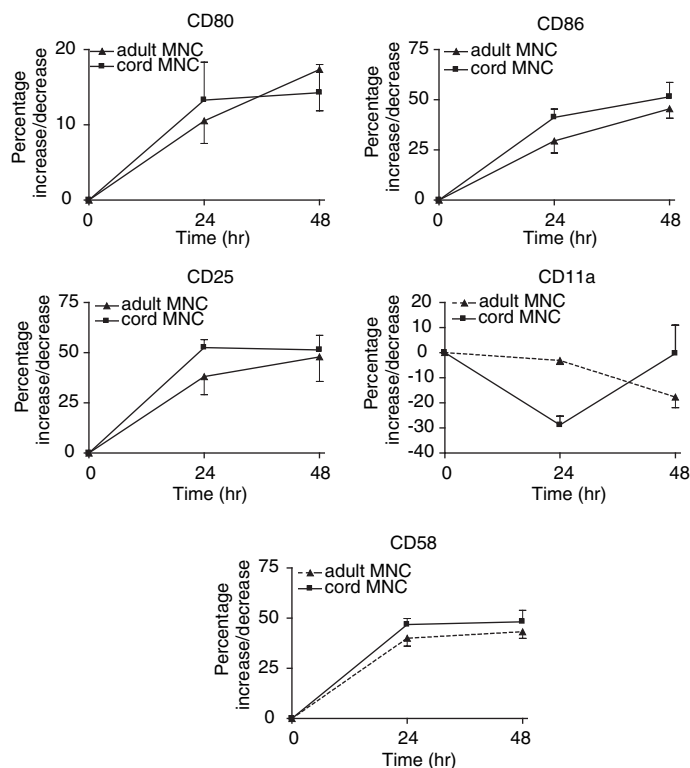 CD80
20
10
0
adult MNC
cord MNC
Percentage
increase/decrease
0
24
48
Time (hr)
CD86
75
50
25
0
adult MNC
cord MNC
Percentage
increase/decrease
0
24
48
Time (hr)
CD25
75
50
25
0
adult MNC
cord MNC
Percentage
increase/decrease
0
24
48
Time (hr)
CD11a
20
10
0
-10
-20
-30
-40
adult MNC
cord MNC
Percentage
increase/decrease
0
24
48
Time (hr)
CD58
75
50
25
0
adult MNC
cord MNC
Percentage
increase/decrease
0
24
48
Time (hr)